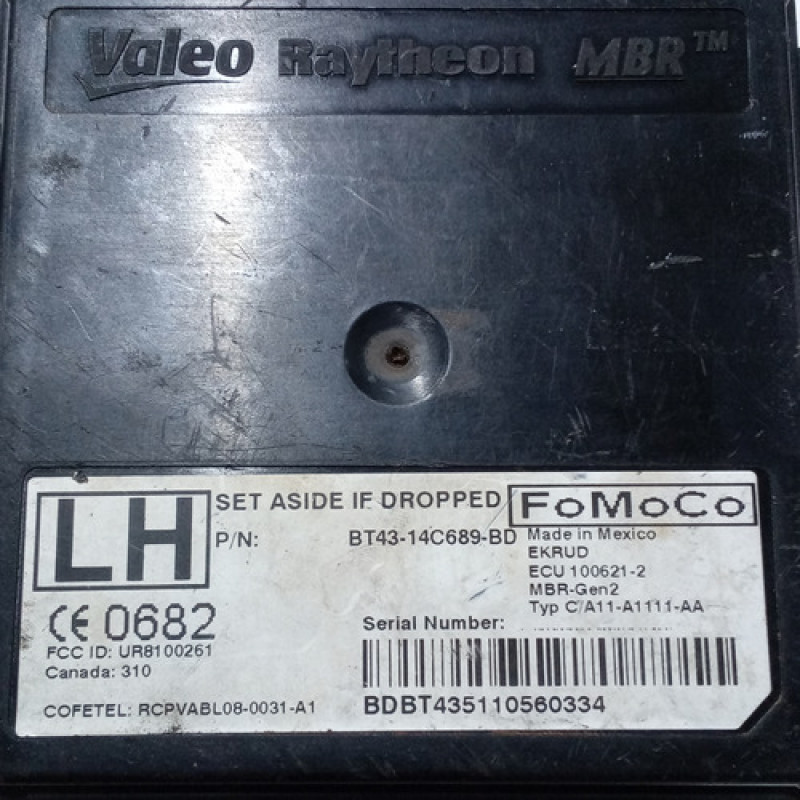 Valeo Raytheon MBR™
LH
SET ASIDE IF DROPPED
FoMoCo
P/N: BT43-14C689-BD
Made in Mexico
EKRUD
ECU 100621-2
MBR-Gen2
Typ C/A11-A1111-AA
CE 0682
FCC ID: UR8100261
Canada: 310
COFETEL: RCPVABL08-0031-A1
Serial Number:
BDBT435110560334